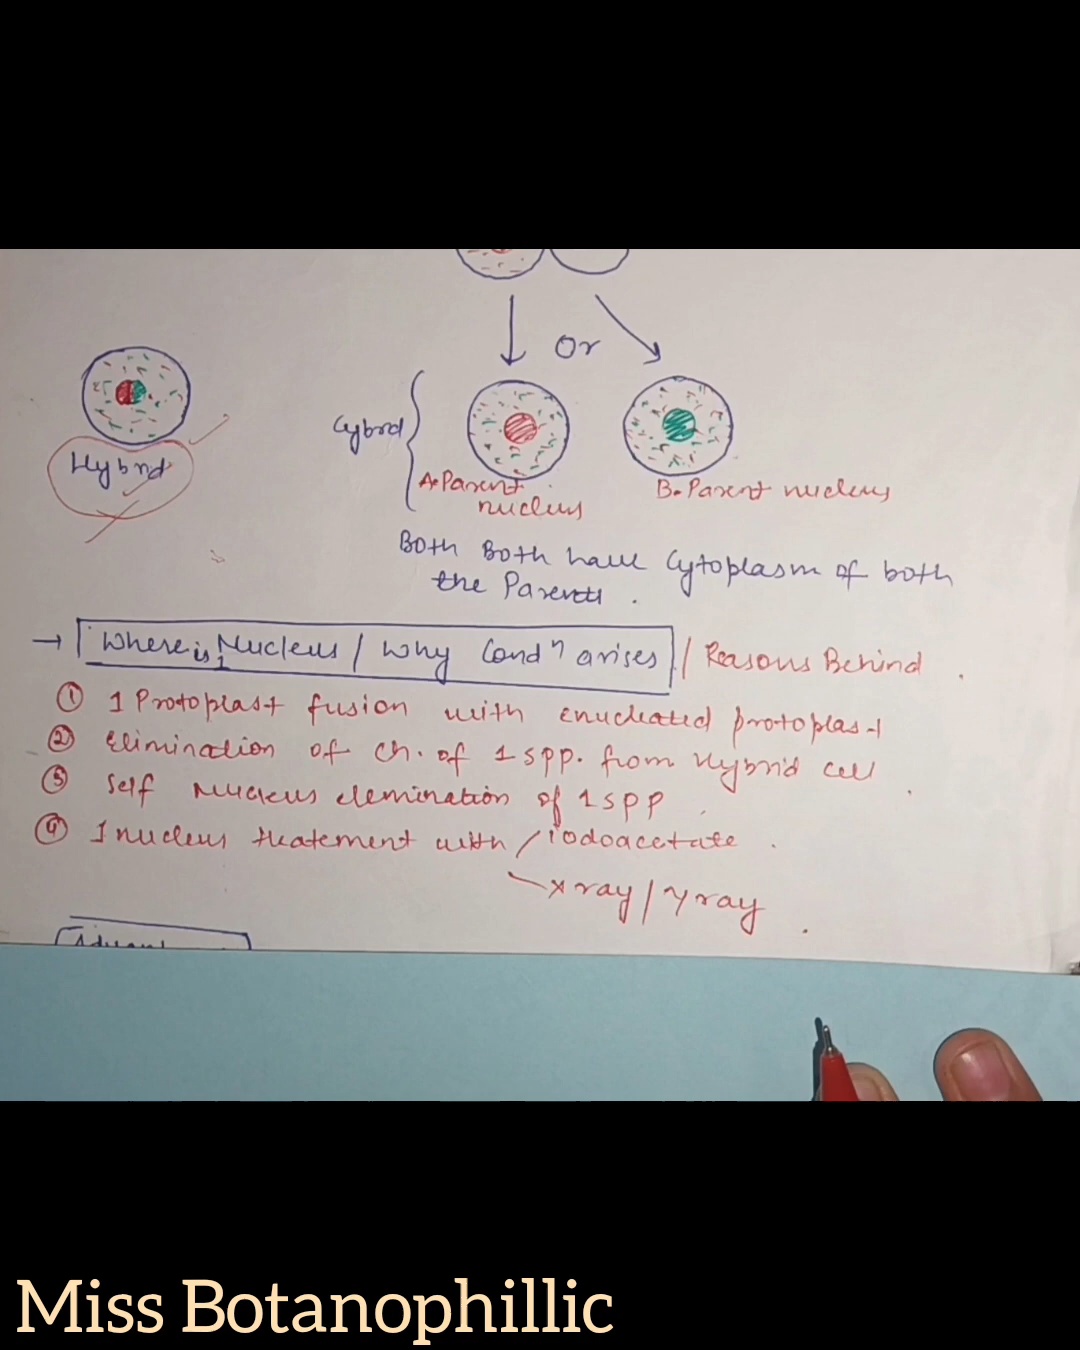 Or
Hybrid
Cybrid
A. Parent
nucleus
B. Parent nucleus
Both Both have Cytoplasm of both
the Parents.
→ Where is 1 Nucleus / Why Condⁿ arises / Reasons Behind.
① 1 Protoplast fusion with enucleated protoplast
② Elimination of Ch. of 1 spp. from Hybrid cell.
③ Self Nucleus elemination of 1 spp.
④ 1 nucleus treatement with / iodoacetate.
x ray / γ ray.
Miss Botanophillic